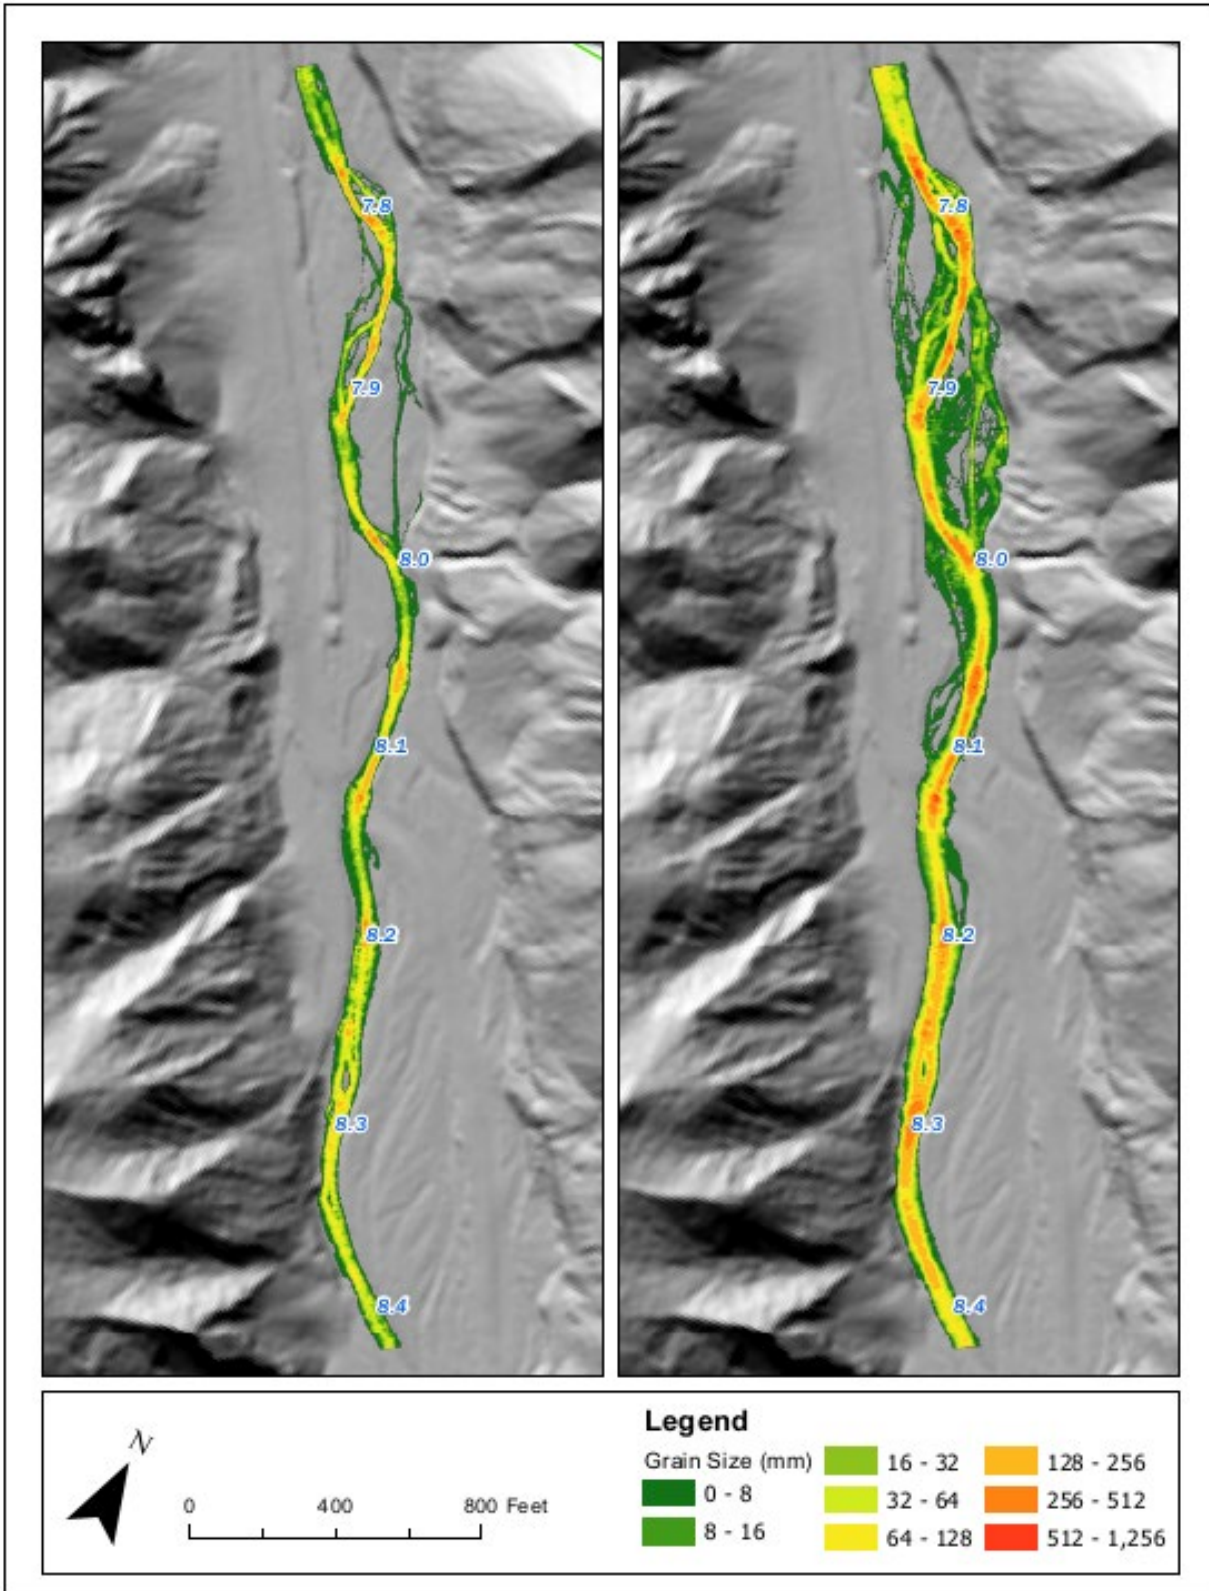 7.8
7.9
8.0
8.1
8.2
8.3
8.4
7.8
7.9
8.0
8.1
8.2
8.3
8.4
N
0 400 800 Feet
Legend
Grain Size (mm)
0 - 8
8 - 16
16 - 32
32 - 64
64 - 128
128 - 256
256 - 512
512 - 1,256